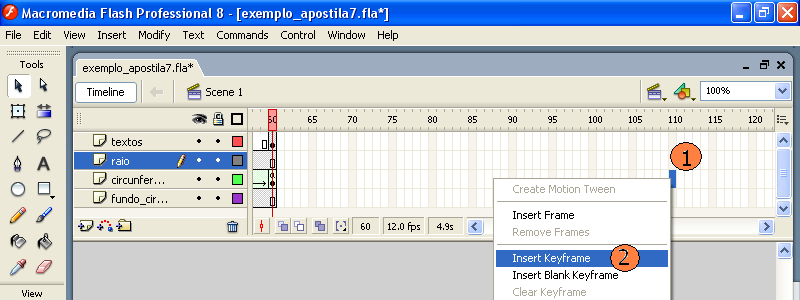 Macromedia Flash Professional 8 - [exemplo_apostila7.fla*]
File Edit View Insert Modify Text Commands Control Window Help
Tools
exemplo_apostila7.fla*
Timeline Scene 1 100%
60 65 70 75 80 85 90 95 100 105 110 115 120
textos
raio
1
circunfer...
fundo_cir...
60 12.0 fps 4.9s
Create Motion Tween
Insert Frame
Remove Frames
Insert Keyframe 2
Insert Blank Keyframe
Clear Keyframe
View